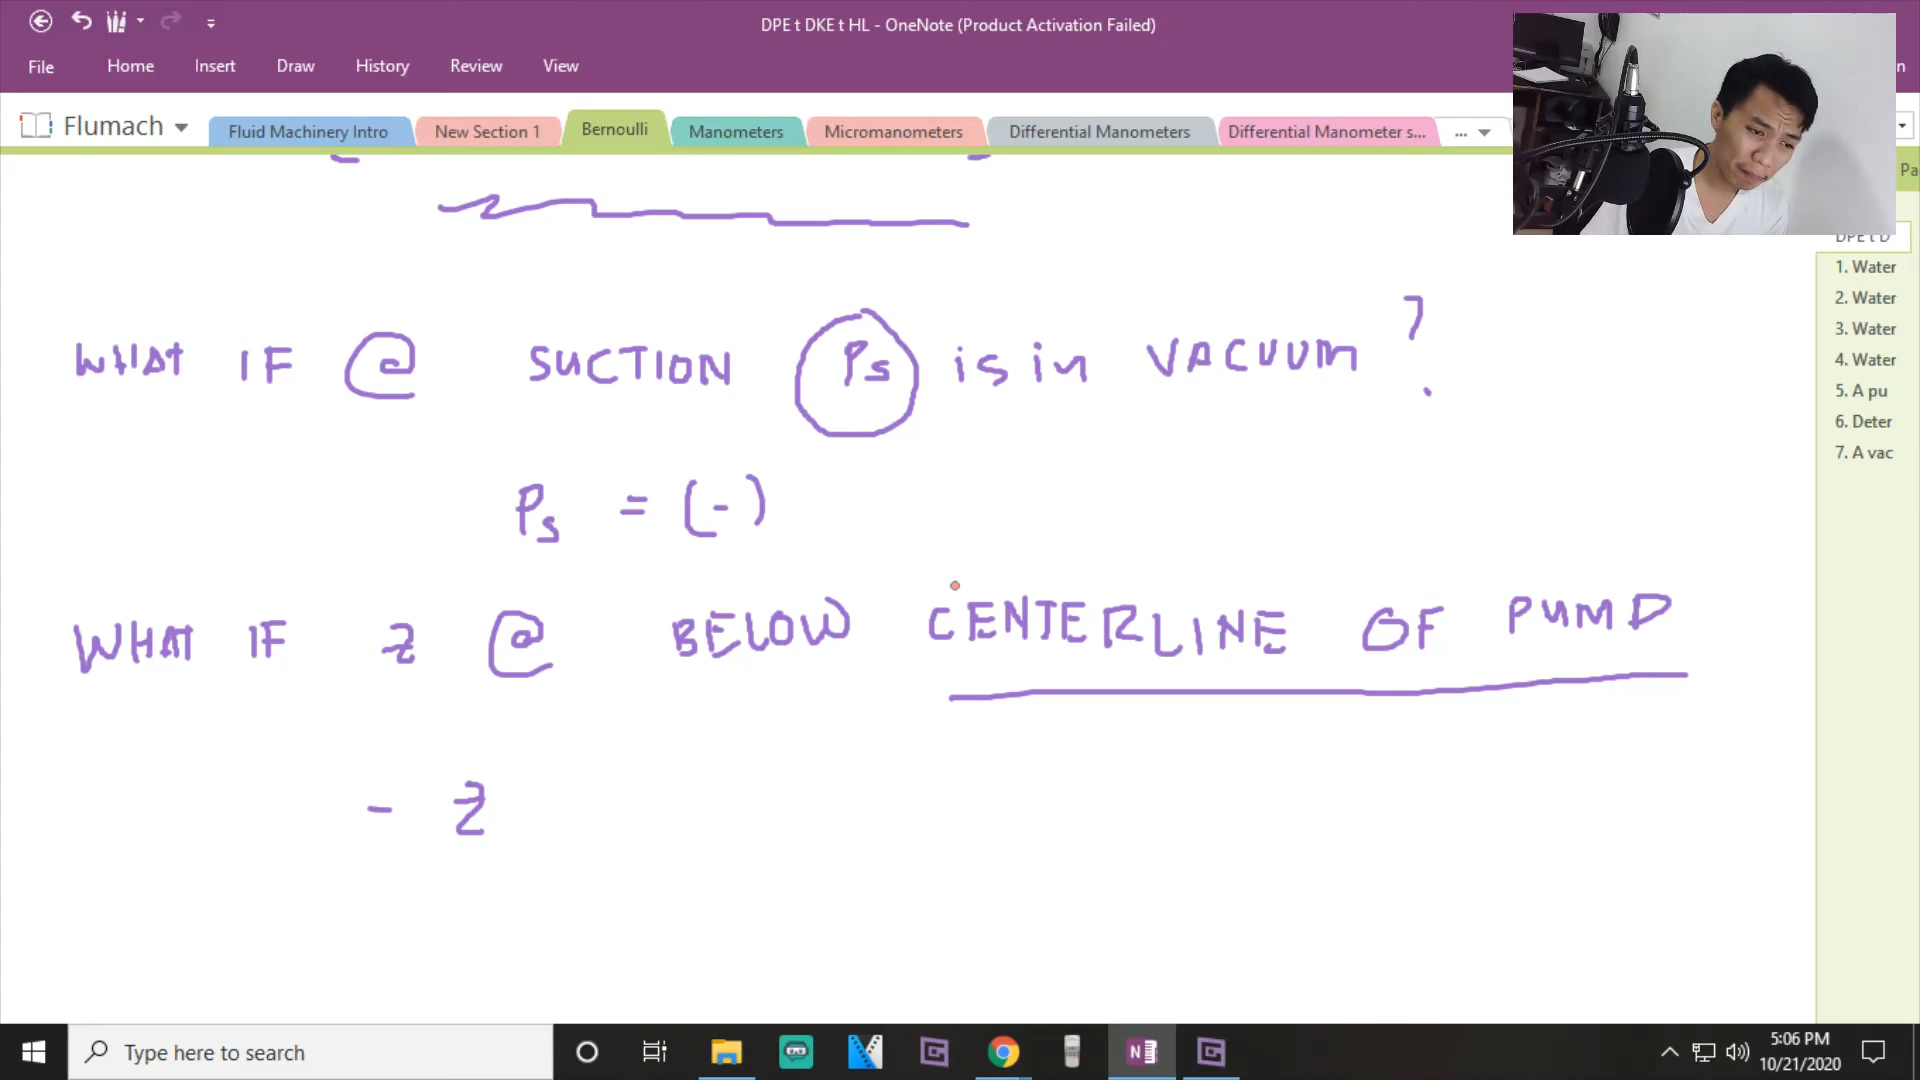 DPE t DKE t HL - OneNote (Product Activation Failed)
File Home Insert Draw History Review View
Flumach Fluid Machinery Intro New Section 1 Bernoulli Manometers Micromanometers Differential Manometers Differential Manometer s... ...
Pa
DPE t D
1. Water
2. Water
3. Water
4. Water
5. A pu
6. Deter
7. A vac
WHAT IF @ SUCTION Ps is in VACUUM ?
Ps = (-)
WHAT IF Z @ BELOW CENTERLINE OF PUMP
- Z
Type here to search
5:06 PM
10/21/2020